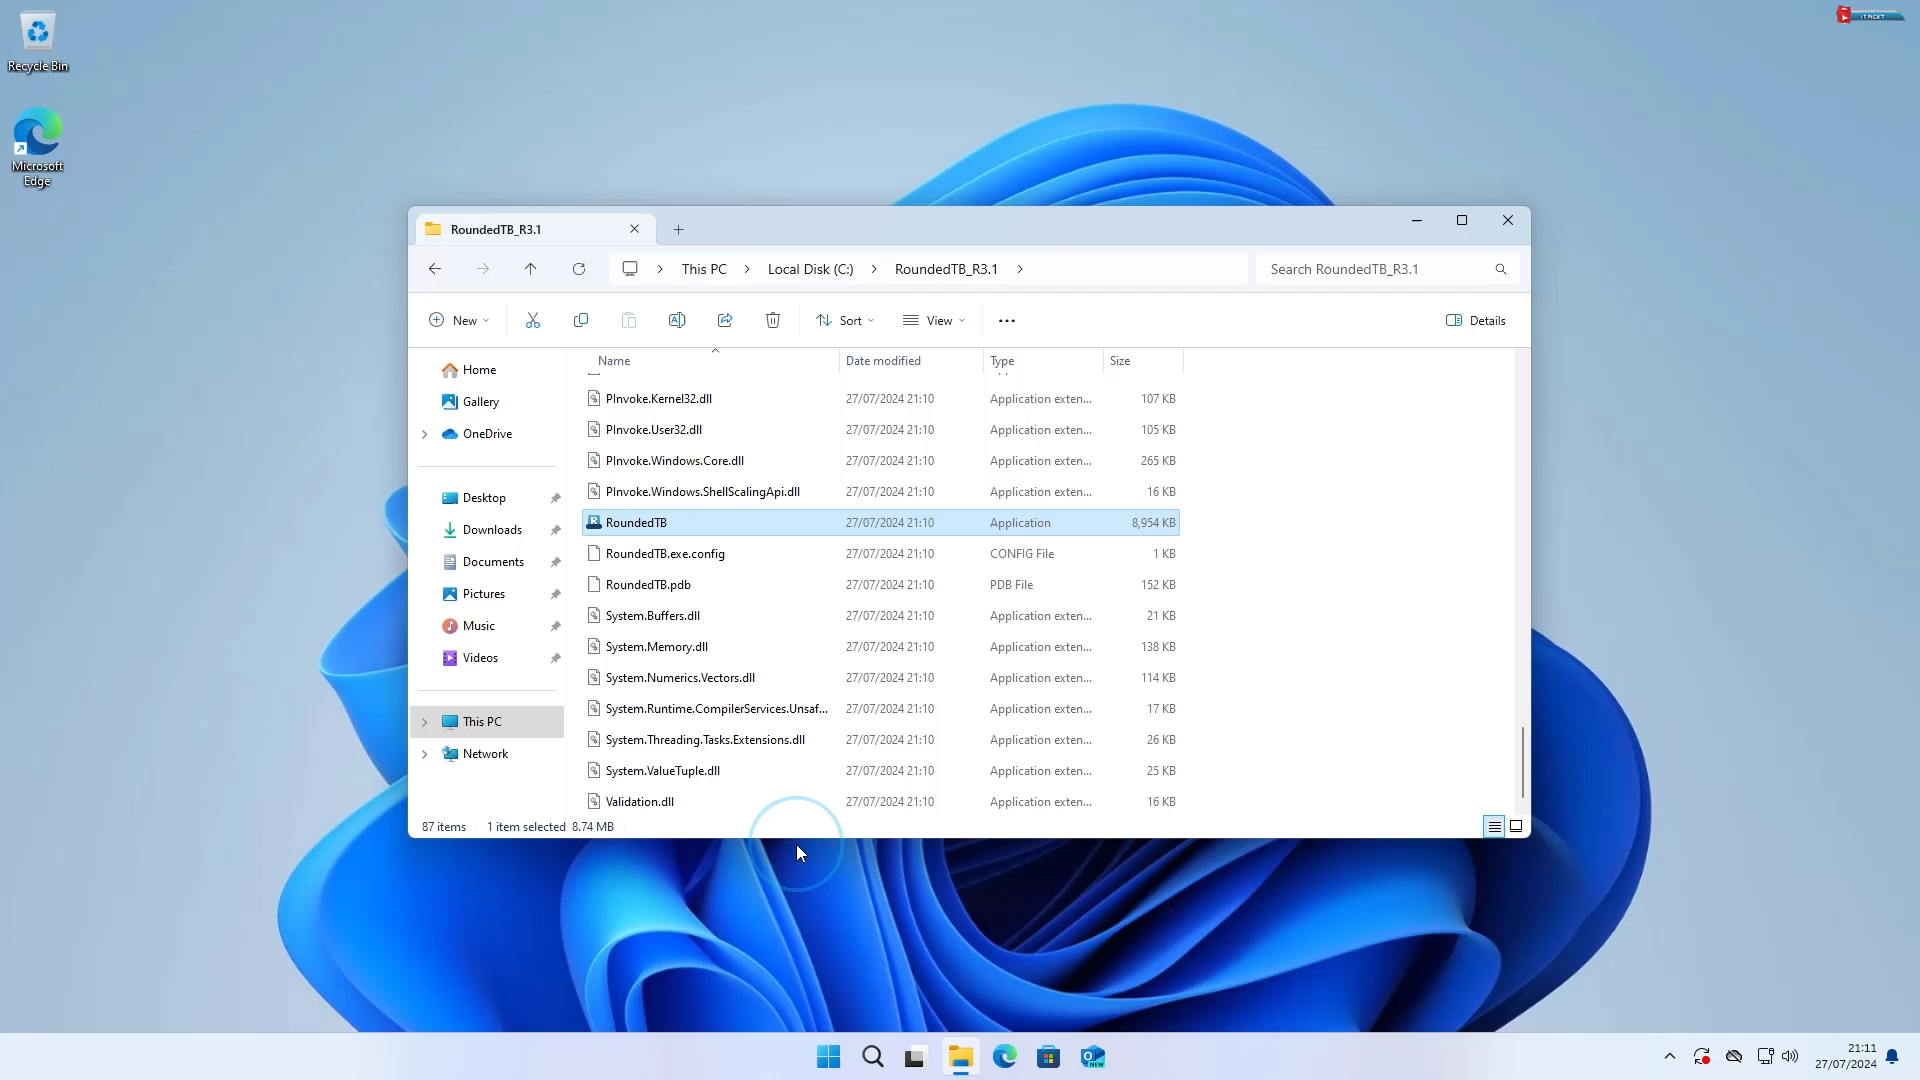 IT.NEXT
Recycle Bin
Microsoft
Edge
RoundedTB_R3.1
This PC
Local Disk (C:)
RoundedTB_R3.1
Search RoundedTB_R3.1
New
Sort
View
Details
Home
Gallery
OneDrive
Desktop
Downloads
Documents
Pictures
Music
Videos
This PC
Network
Name Date modified Type Size
PInvoke.Kernel32.dll 27/07/2024 21:10 Application exten... 107 KB
PInvoke.User32.dll 27/07/2024 21:10 Application exten... 105 KB
PInvoke.Windows.Core.dll 27/07/2024 21:10 Application exten... 265 KB
PInvoke.Windows.ShellScalingApi.dll 27/07/2024 21:10 Application exten... 16 KB
RoundedTB 27/07/2024 21:10 Application 8,954 KB
RoundedTB.exe.config 27/07/2024 21:10 CONFIG File 1 KB
RoundedTB.pdb 27/07/2024 21:10 PDB File 152 KB
System.Buffers.dll 27/07/2024 21:10 Application exten... 21 KB
System.Memory.dll 27/07/2024 21:10 Application exten... 138 KB
System.Numerics.Vectors.dll 27/07/2024 21:10 Application exten... 114 KB
System.Runtime.CompilerServices.Unsaf... 27/07/2024 21:10 Application exten... 17 KB
System.Threading.Tasks.Extensions.dll 27/07/2024 21:10 Application exten... 26 KB
System.ValueTuple.dll 27/07/2024 21:10 Application exten... 25 KB
Validation.dll 27/07/2024 21:10 Application exten... 16 KB
87 items 1 item selected 8.74 MB
NEW
21:11
27/07/2024